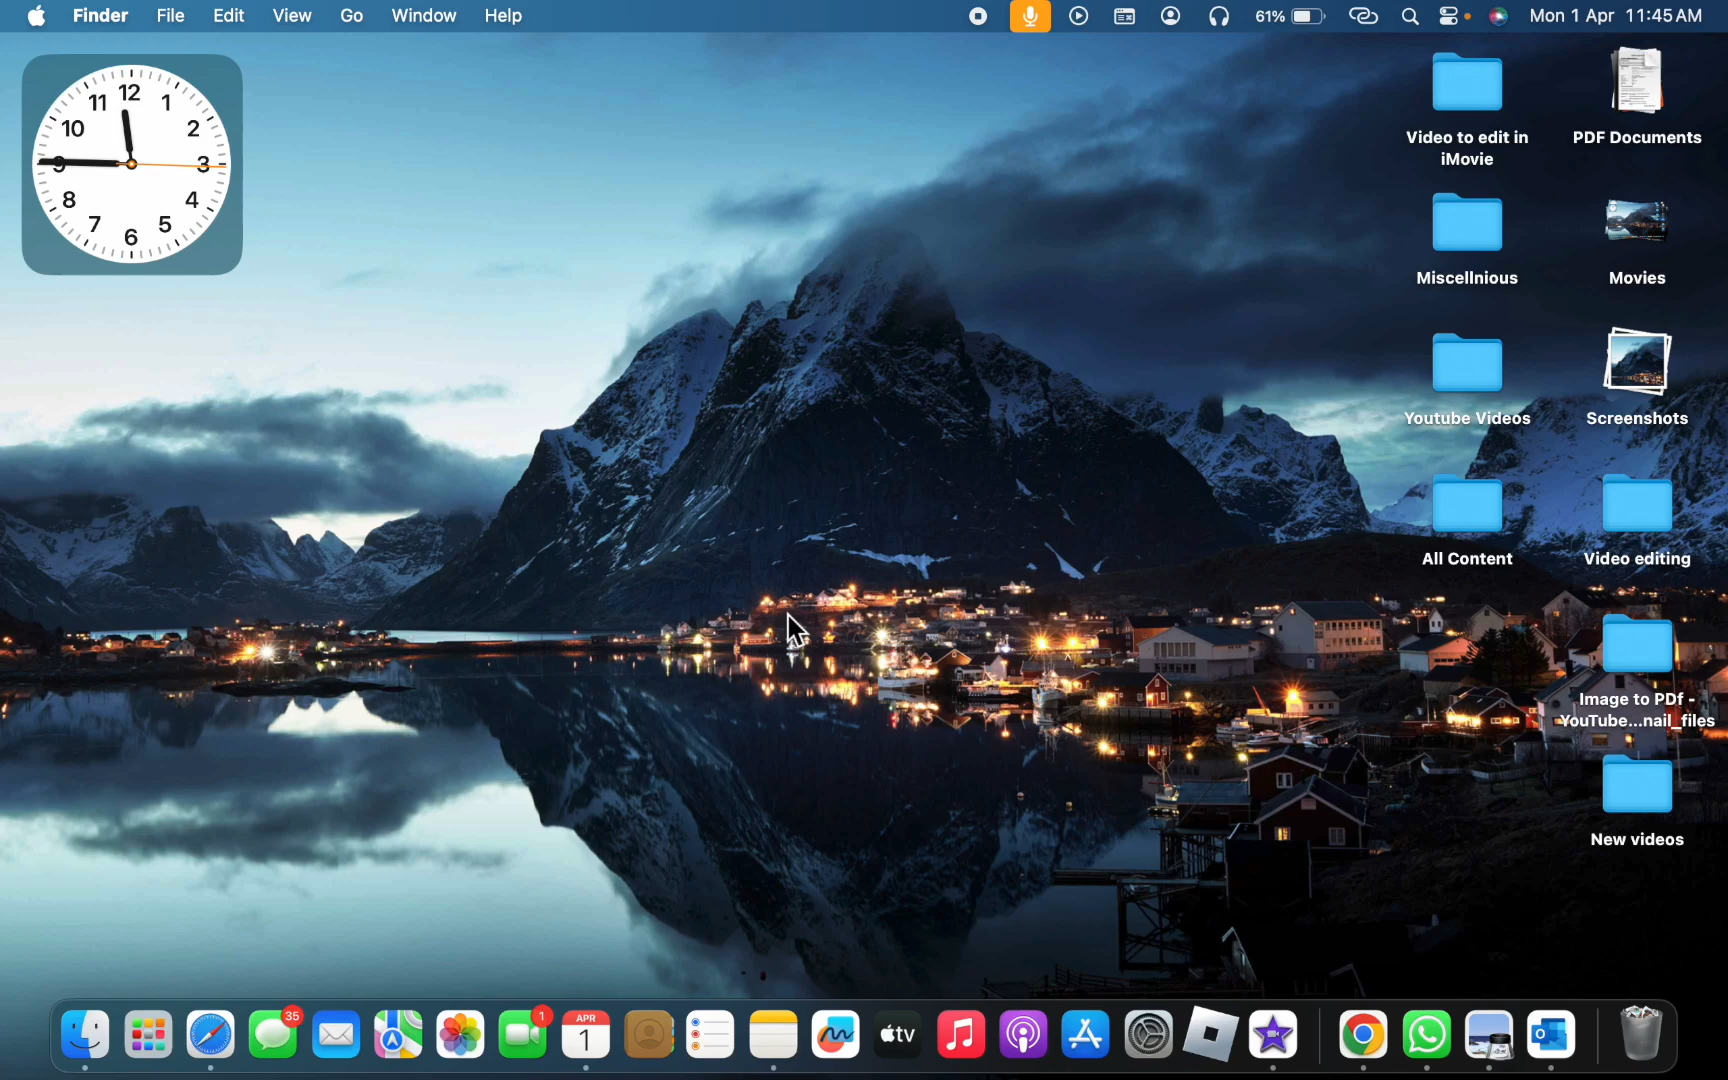 Finder File Edit View Go Window Help 61% Mon 1 Apr 11:45 AM
12
11 1
10 2
9 3
8 4
7 5
6
Video to edit in
iMovie
PDF Documents
Miscellnious
Movies
Youtube Videos
Screenshots
All Content
Video editing
Image to PDf -
YouTube...nail_files
New videos
35
1
APR
1
tv